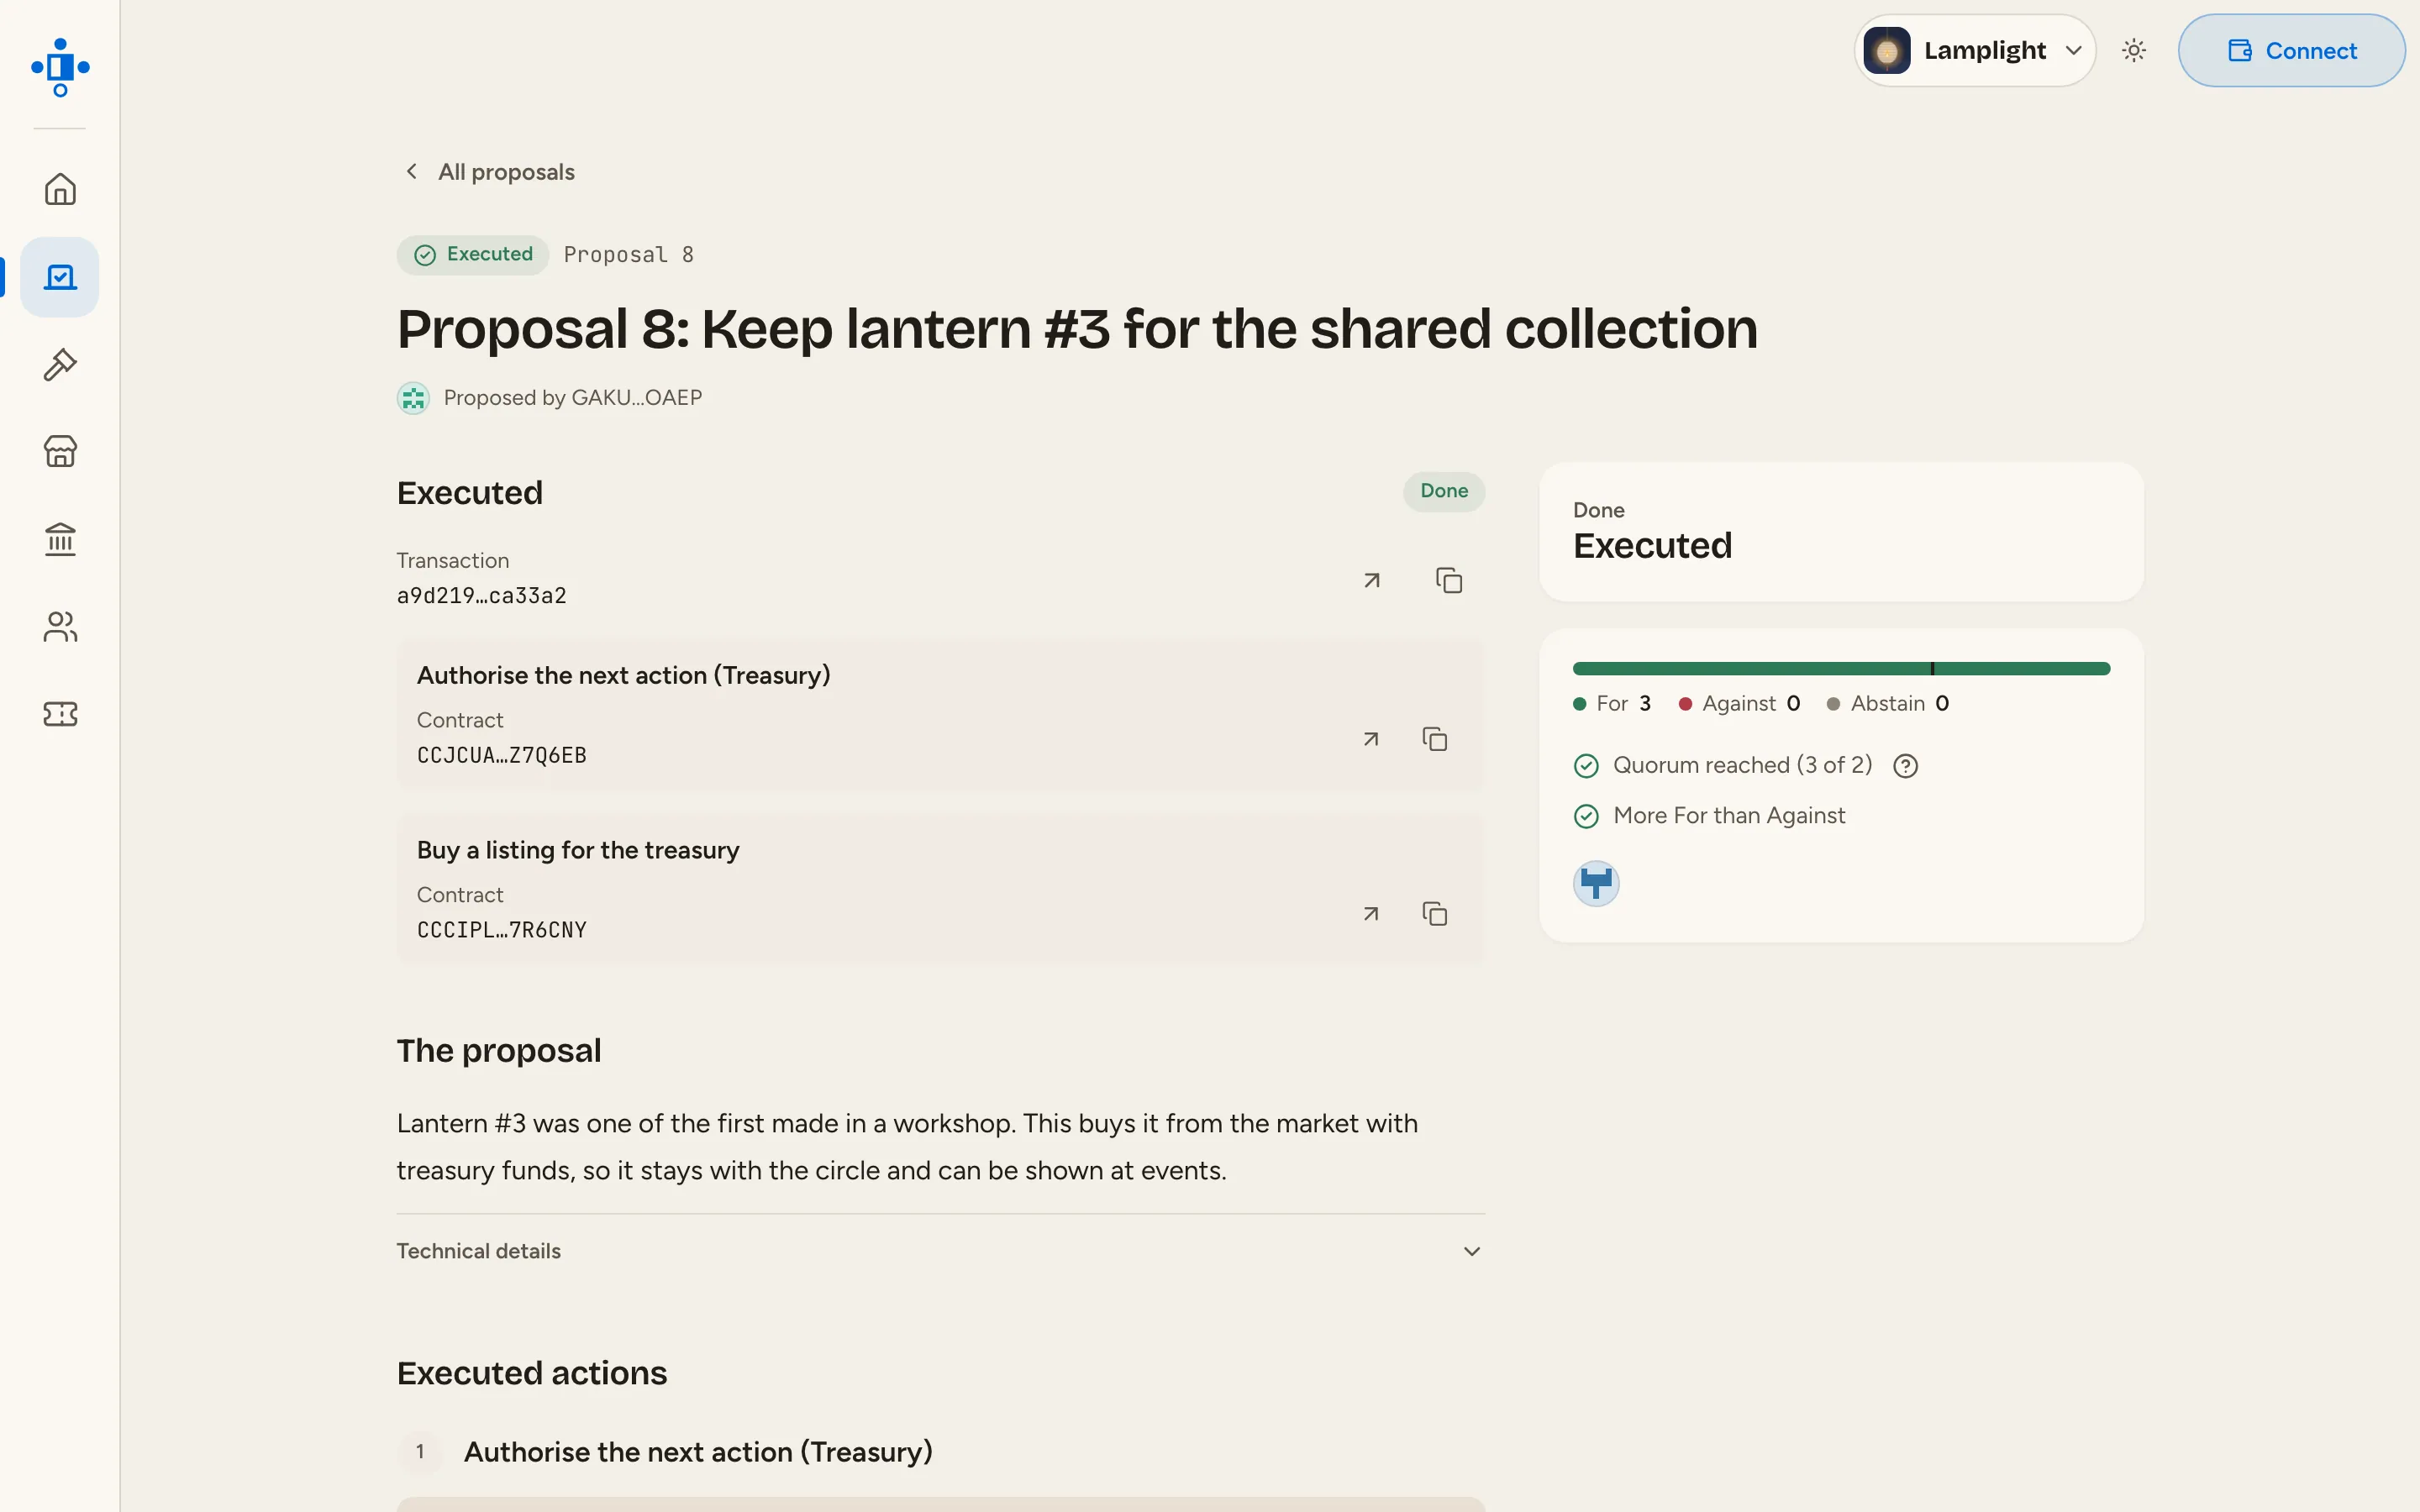 Lamplight
Connect
All proposals
Executed
Proposal 8
Proposal 8: Keep lantern #3 for the shared collection
Proposed by GAKU...OAEP
Executed
Done
Transaction
a9d219…ca33a2
Authorise the next action (Treasury)
Contract
CCJCUA…Z7Q6EB
Buy a listing for the treasury
Contract
CCCIPL…7R6CNY
Done
Executed
For 3 Against 0 Abstain 0
Quorum reached (3 of 2)
More For than Against
The proposal
Lantern #3 was one of the first made in a workshop. This buys it from the market with
treasury funds, so it stays with the circle and can be shown at events.
Technical details
Executed actions
1 Authorise the next action (Treasury)